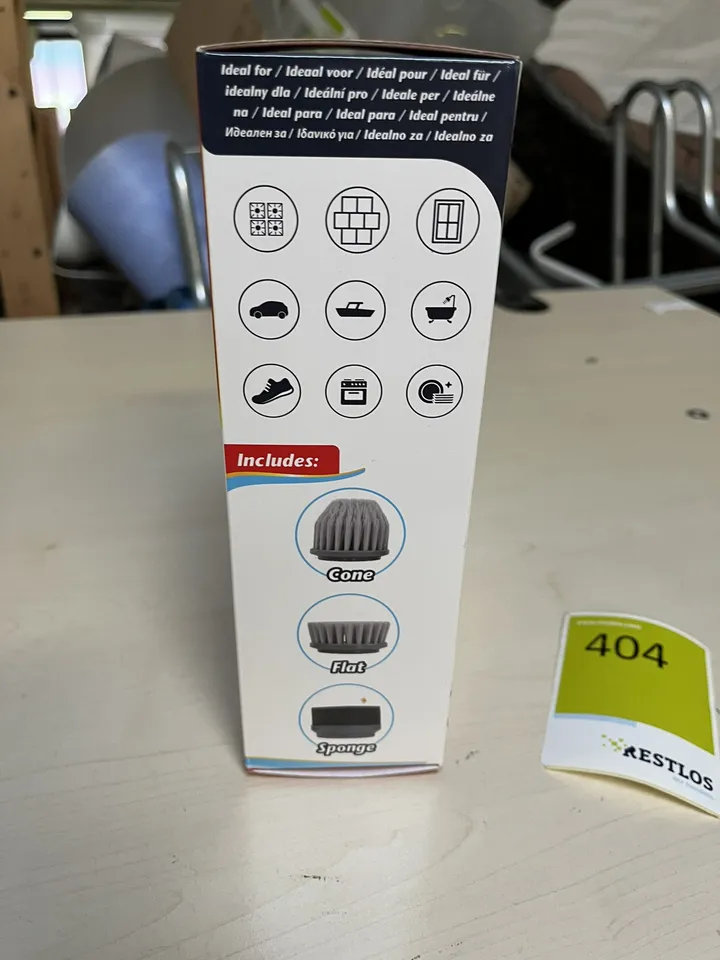 Ideal for / Ideaal voor / Idéal pour / Ideal für /
idealny dla / Ideální pro / Ideale per / Ideálne
na / Ideal para / Ideal para / Ideal pentru /
Идеален за / Ιδανικό για / Idealno za / Idealno za
Includes:
Cone
Flat
Sponge
404
RESTLOS